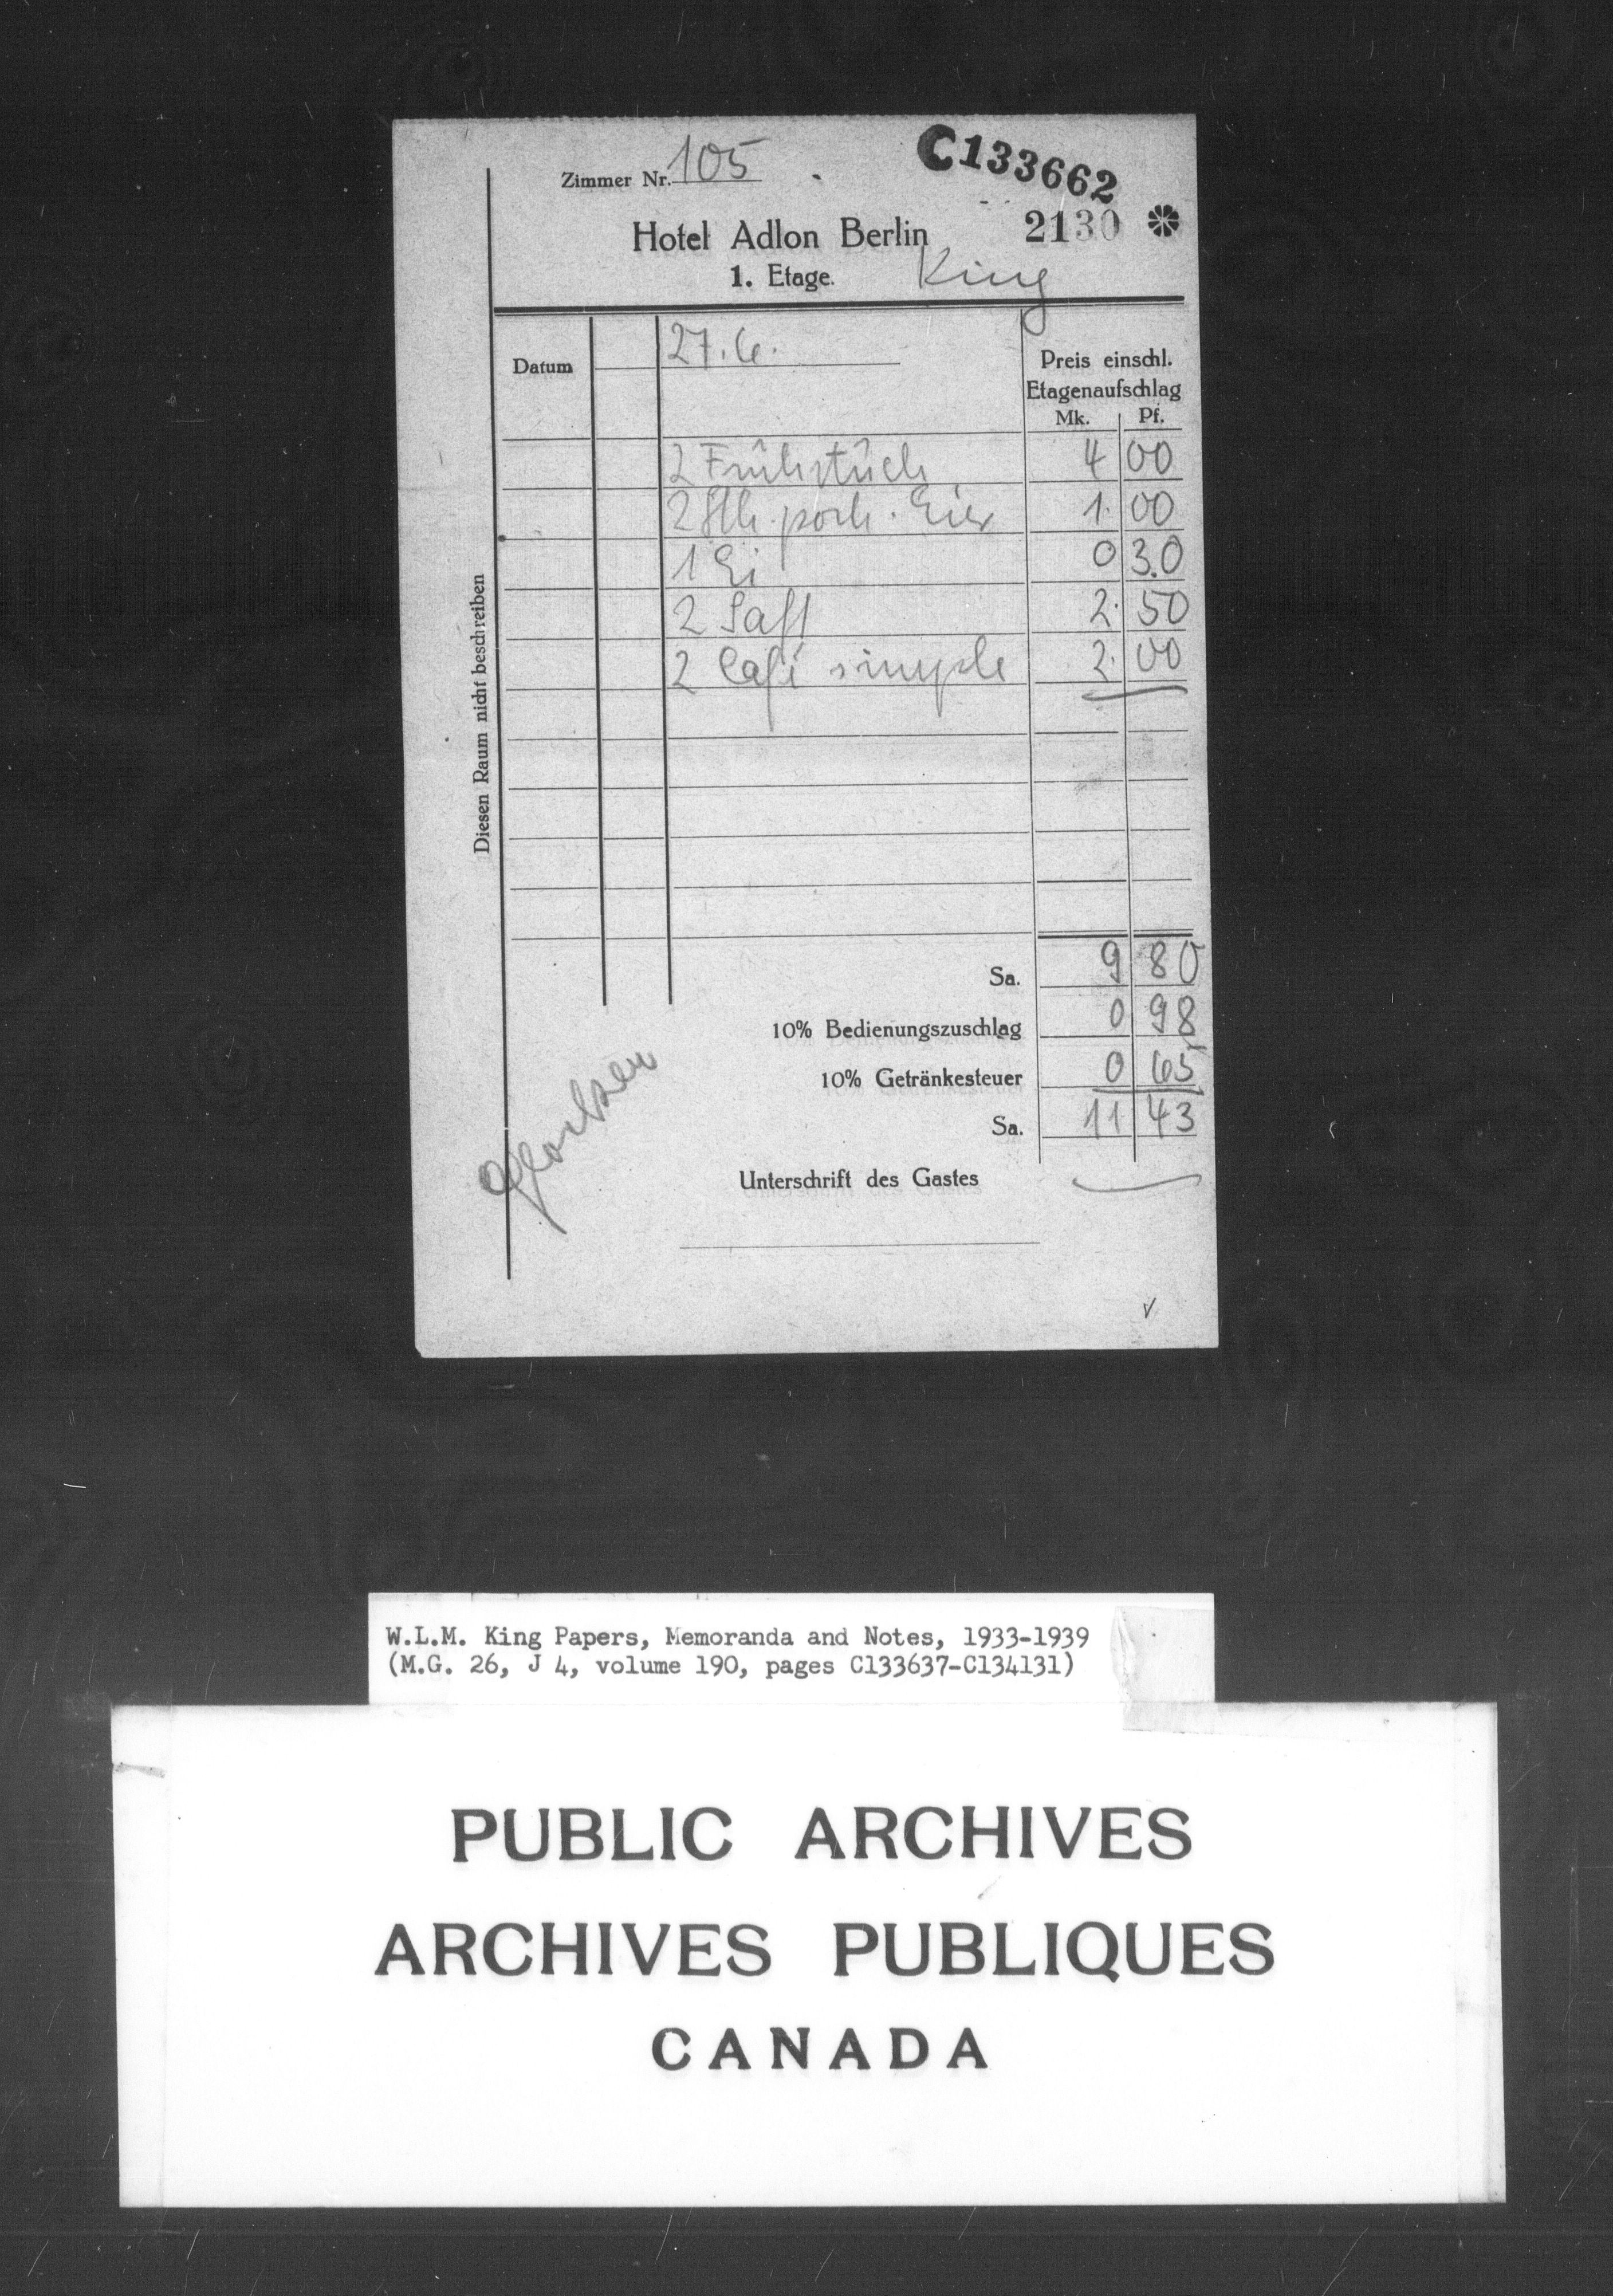 Zimmer Nr. 105
C133662
2130
Hotel Adlon Berlin
1. Etage.
King
Datum
27.6.
Preis einschl.
Etagenaufschlag
Mk. Pf.
2 Frühstück 4 00
2 Stk. poch. Eier 1. 00
1 Ei 0 30
2 Saft 2. 50
2 Café simple 2. 00
Diesen Raum nicht beschreiben
Sa. 9 80
10% Bedienungszuschlag 0 98
10% Getränkesteuer 0 65
Sa. 11 43
Unterschrift des Gastes
W.L.M. King Papers, Memoranda and Notes, 1933-1939
(M.G. 26, J 4, volume 190, pages C133637-C134131)
PUBLIC ARCHIVES
ARCHIVES PUBLIQUES
CANADA